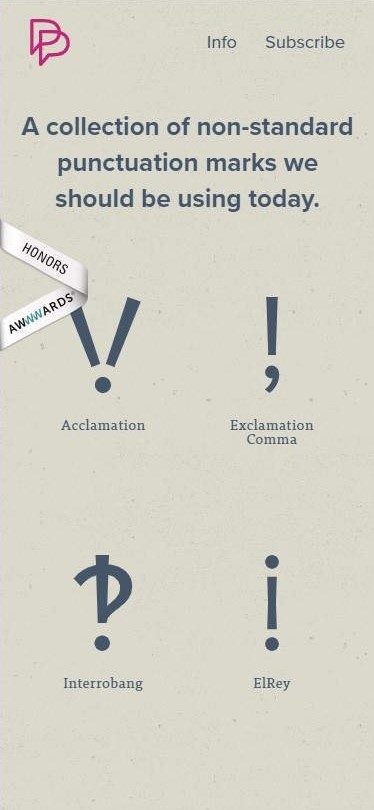 Info Subscribe
A collection of non-standard
punctuation marks we
should be using today.
HONORS
AWWWARDS
Acclamation
Exclamation
Comma
Interrobang
ElRey